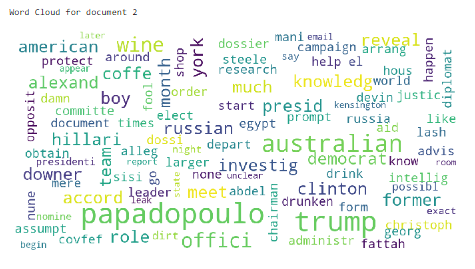 Word Cloud for document 2
later
email
american
wine
shop
york
dossier
mani
campaign
reveal
arrang
happen
protect
around
month
steele
help el
hous
diplomat
appear
coffe
research
knowledg
world
alexand
boy
fool
order
much
devin
justic
opposit
damn
start
presid
prompt
russia
like
committe
elect
kensington
document
times
russian
egypt
aid
lash
hillari
team
dossi
depart
australian
obtain
alleg
night
larger
investig
democrat
know
room
advis
presidenti
report
none
unclear
drink
intellig
downer
sisi
go
meet
abdel
clinton
possibl
mere
leader
state
drunken
form
former
none
accord
leak
chairman
trump
christoph
nomine
papadopoulo
georg
exact
assumpt
role
dirt
offici
administr
fattah
begin
covfef
say